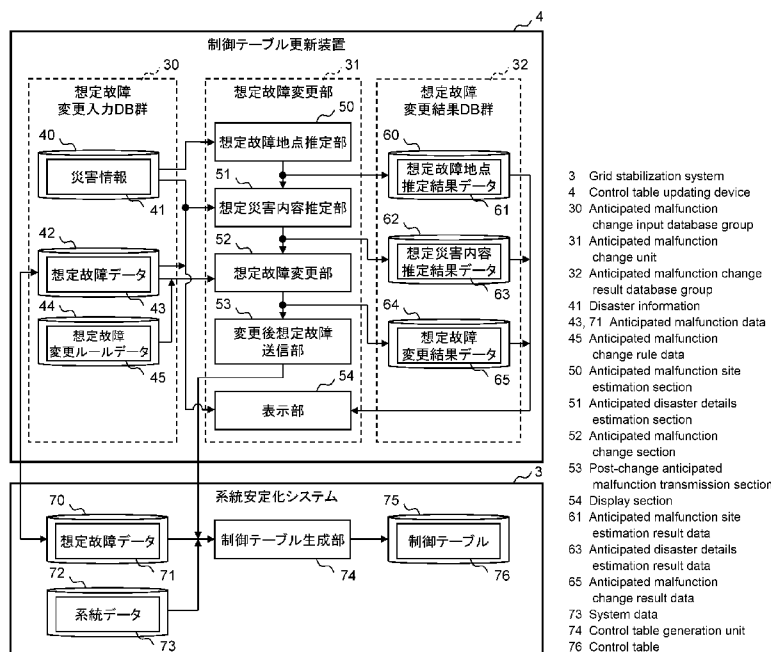 4
制御テーブル更新装置
30
想定故障
変更入力DB群
40
災害情報
41
42
想定故障データ
43
44
想定故障
変更ルールデータ
45
31
想定故障変更部
50
想定故障地点推定部
51
想定災害内容推定部
52
想定故障変更部
53
変更後想定故障
送信部
54
表示部
32
想定故障
変更結果DB群
60
想定故障地点
推定結果データ
61
62
想定災害内容
推定結果データ
63
64
想定故障
変更結果データ
65
3
系統安定化システム
70
想定故障データ
71
72
系統データ
73
制御テーブル生成部
74
75
制御テーブル
76
3 Grid stabilization system
4 Control table updating device
30 Anticipated malfunction
change input database group
31 Anticipated malfunction
change unit
32 Anticipated malfunction change
result database group
41 Disaster information
43, 71 Anticipated malfunction data
45 Anticipated malfunction
change rule data
50 Anticipated malfunction site
estimation section
51 Anticipated disaster details
estimation section
52 Anticipated malfunction
change section
53 Post-change anticipated
malfunction transmission section
54 Display section
61 Anticipated malfunction site
estimation result data
63 Anticipated disaster details
estimation result data
65 Anticipated malfunction
change result data
73 System data
74 Control table generation unit
76 Control table